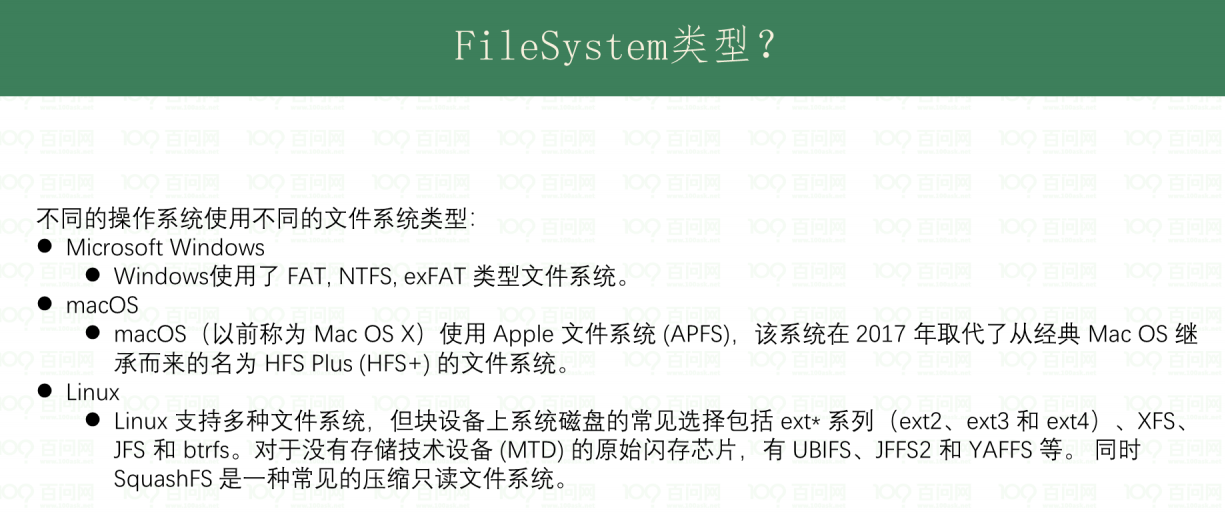 FileSystem类型？
不同的操作系统使用不同的文件系统类型：
● Microsoft Windows
● Windows使用了 FAT, NTFS, exFAT 类型文件系统。
● macOS
● macOS（以前称为 Mac OS X）使用 Apple 文件系统 (APFS)，该系统在 2017 年取代了从经典 Mac OS 继
承而来的名为 HFS Plus (HFS+) 的文件系统。
● Linux
● Linux 支持多种文件系统，但块设备上系统磁盘的常见选择包括 ext* 系列（ext2、ext3 和 ext4）、XFS、
JFS 和 btrfs。对于没有存储技术设备 (MTD) 的原始闪存芯片，有 UBIFS、JFFS2 和 YAFFS 等。 同时
SquashFS 是一种常见的压缩只读文件系统。